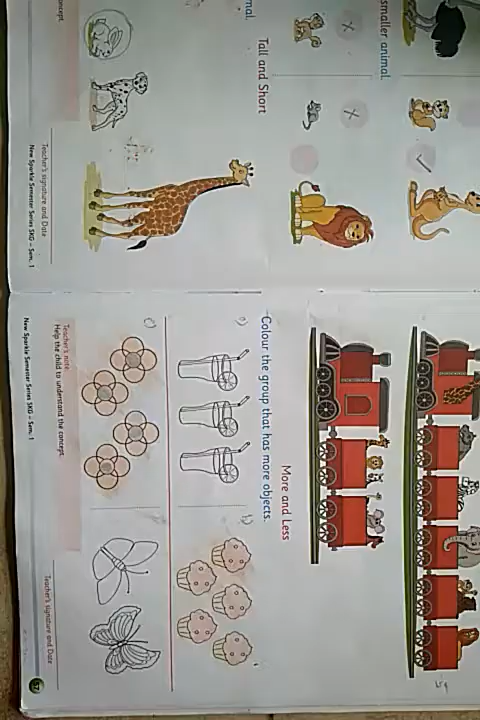 smaller animal.
mal.
Tall and Short
concept.
Teacher's signature and Date
New Sparkle Semester Series SKG - Sem. 1
More and Less
Colour the group that has more objects.
a)
b)
c)
Teacher's note:
Help the child to understand the concept.
Teacher's signature and Date
New Sparkle Semester Series SKG - Sem. 1